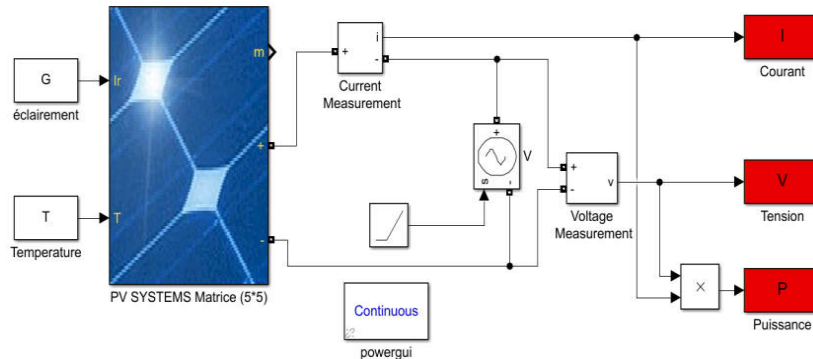 G
éclairement
Ir
m
T
T
Temperature
+
-
PV SYSTEMS Matrice (5*5)
+
i
-
Current
Measurement
+
s
-
V
+
-
v
Voltage
Measurement
Continuous
powergui
I
Courant
V
Tension
×
P
Puissance